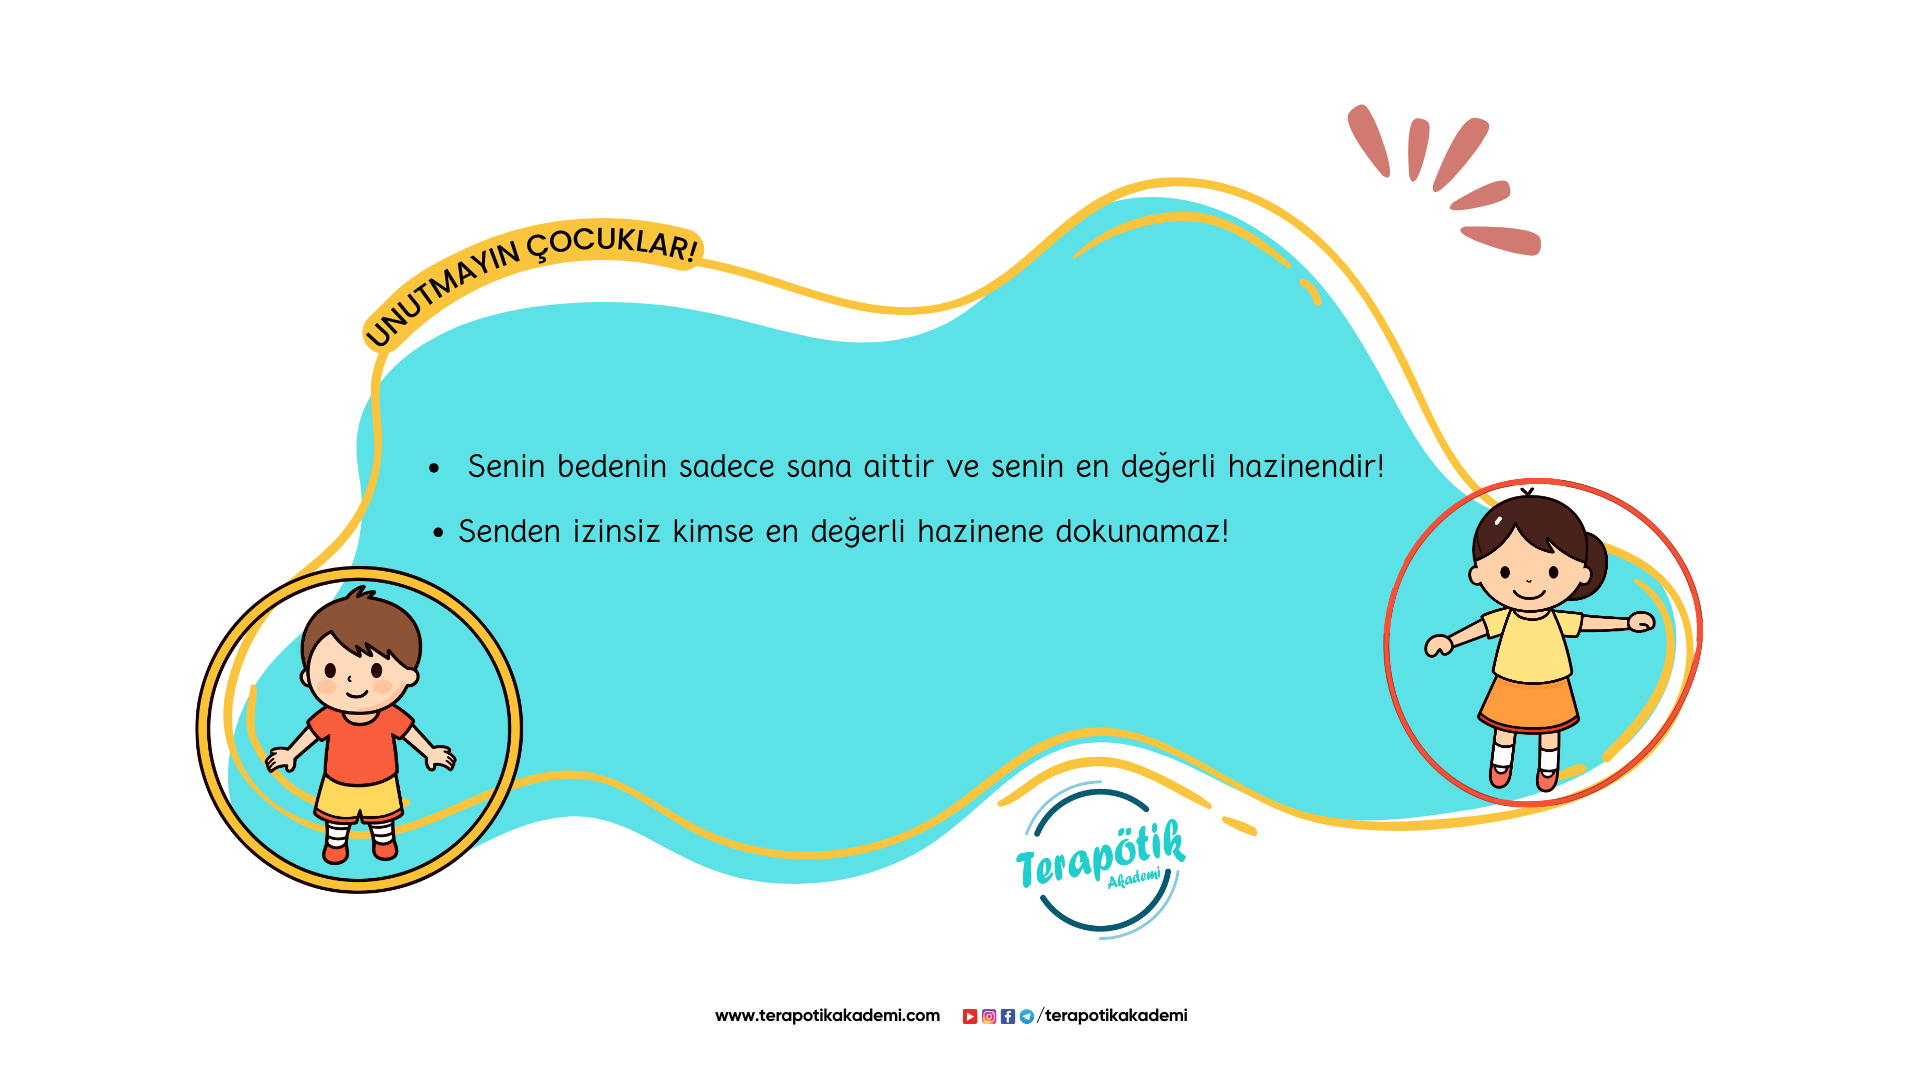 UNUTMAYIN ÇOCUKLAR!
• Senin bedenin sadece sana aittir ve senin en değerli hazinendir!
• Senden izinsiz kimse en değerli hazinene dokunamaz!
Terapötik
Akademi
www.terapotikakademi.com /terapotikakademi